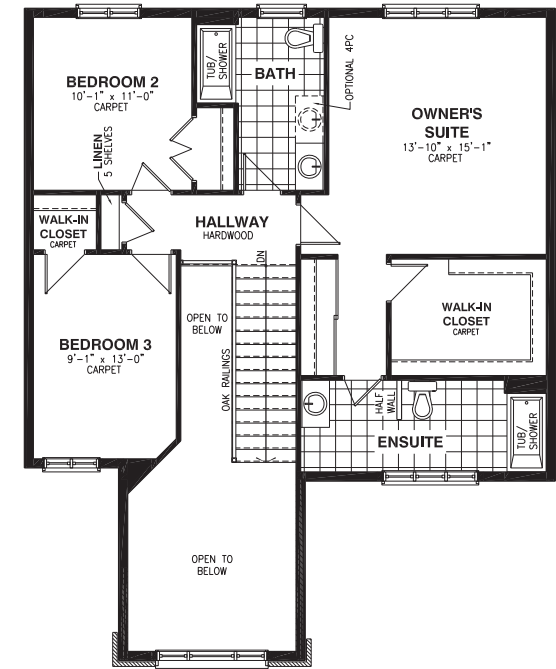 BEDROOM 2
10'-1" x 11'-0"
CARPET
LINEN
5 SHELVES
TUB/
SHOWER
BATH
OPTIONAL 4PC
OWNER'S
SUITE
13'-10" x 15'-1"
CARPET
WALK-IN
CLOSET
CARPET
HALLWAY
HARDWOOD
DN
OPEN TO
BELOW
OAK RAILINGS
WALK-IN
CLOSET
CARPET
BEDROOM 3
9'-1" x 13'-0"
CARPET
HALF
WALL
ENSUITE
TUB/
SHOWER
OPEN TO
BELOW